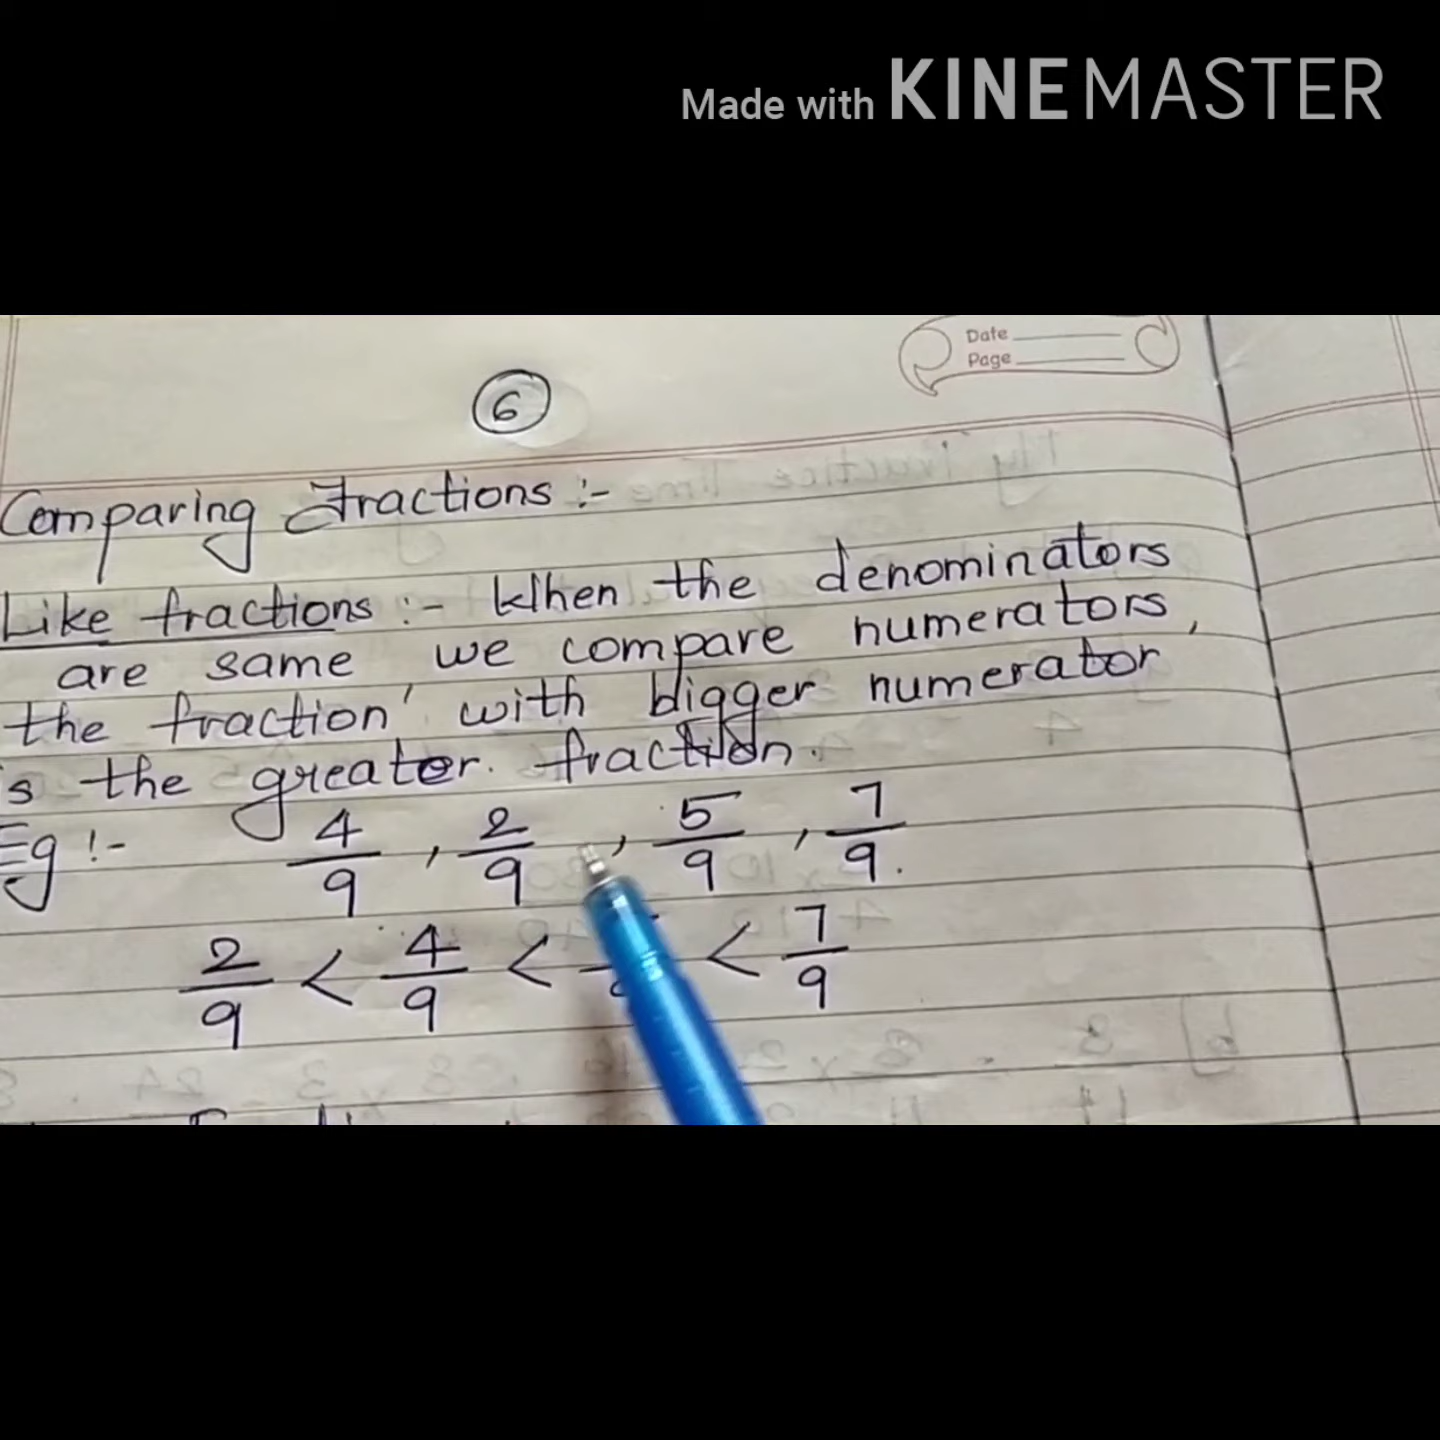 Made with KINEMASTER
Date
Page
6
Comparing Fractions :-
Like fractions :- When the denominators
are same, we compare numerators,
the fraction with bigger numerator
s the greater. fraction.
Eg :- 4/9 , 2/9 , 5/9 , 7/9.
2/9 < 4/9 < < 7/9